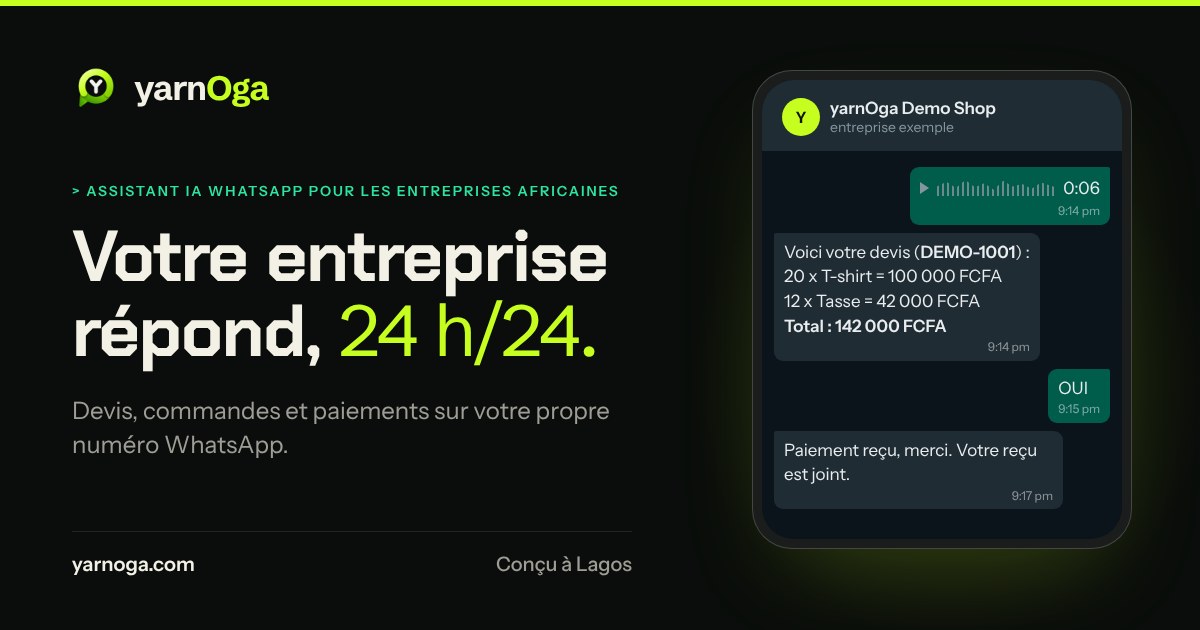 yarnOga
> ASSISTANT IA WHATSAPP POUR LES ENTREPRISES AFRICAINES
Votre entreprise
répond, 24 h/24.
Devis, commandes et paiements sur votre propre
numéro WhatsApp.
yarnoga.com
Conçu à Lagos
Y
yarnOga Demo Shop
entreprise exemple
0:06
9:14 pm
Voici votre devis (DEMO-1001) :
20 x T-shirt = 100 000 FCFA
12 x Tasse = 42 000 FCFA
Total : 142 000 FCFA
9:14 pm
OUI
9:15 pm
Paiement reçu, merci. Votre reçu
est joint.
9:17 pm